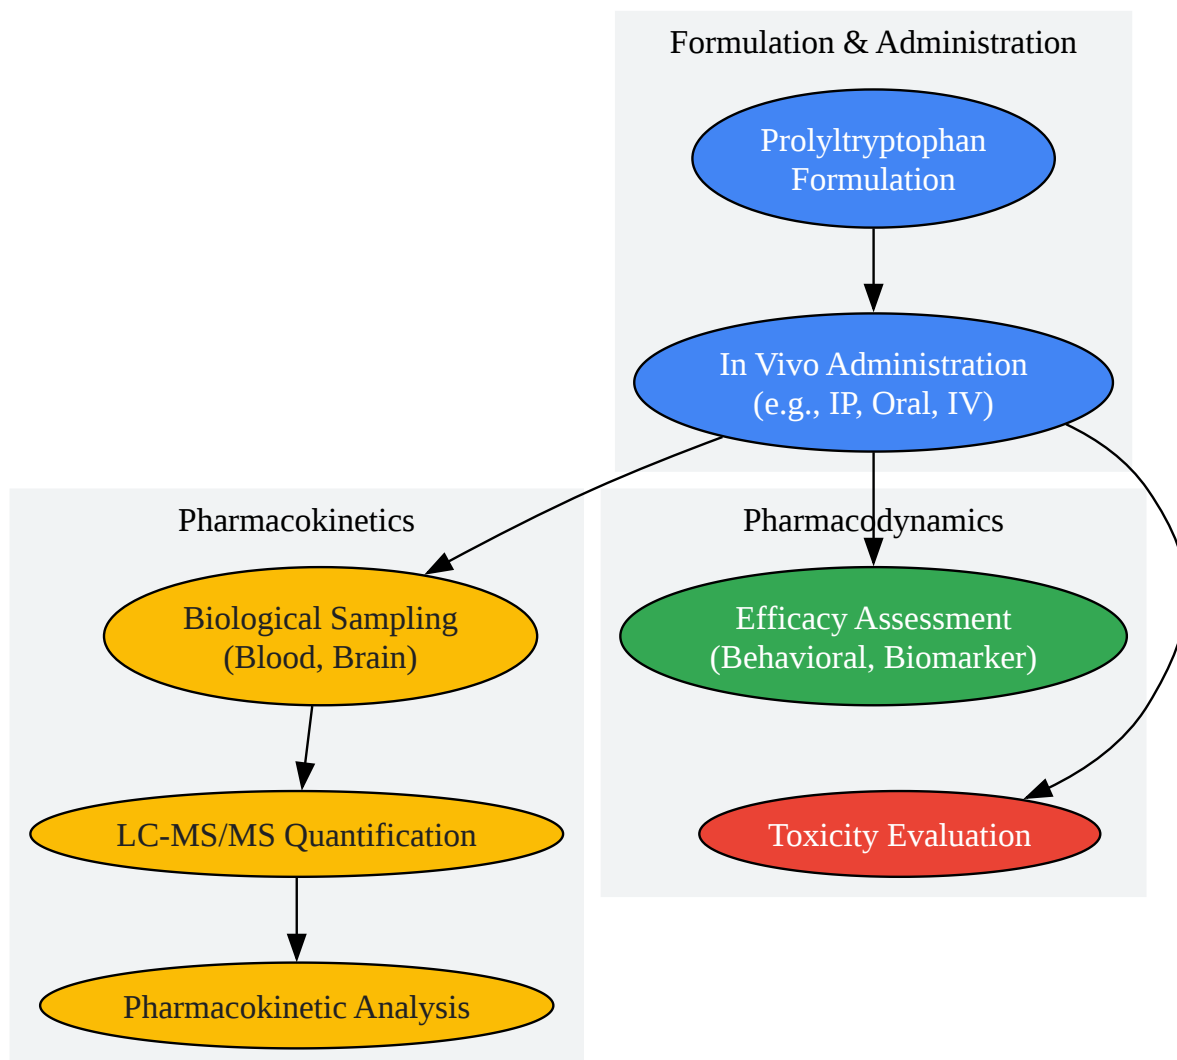 Formulation & Administration
Prolyltryptophan
Formulation
In Vivo Administration
(e.g., IP, Oral, IV)
Pharmacokinetics
Pharmacodynamics
Biological Sampling
(Blood, Brain)
Efficacy Assessment
(Behavioral, Biomarker)
LC-MS/MS Quantification
Toxicity Evaluation
Pharmacokinetic Analysis